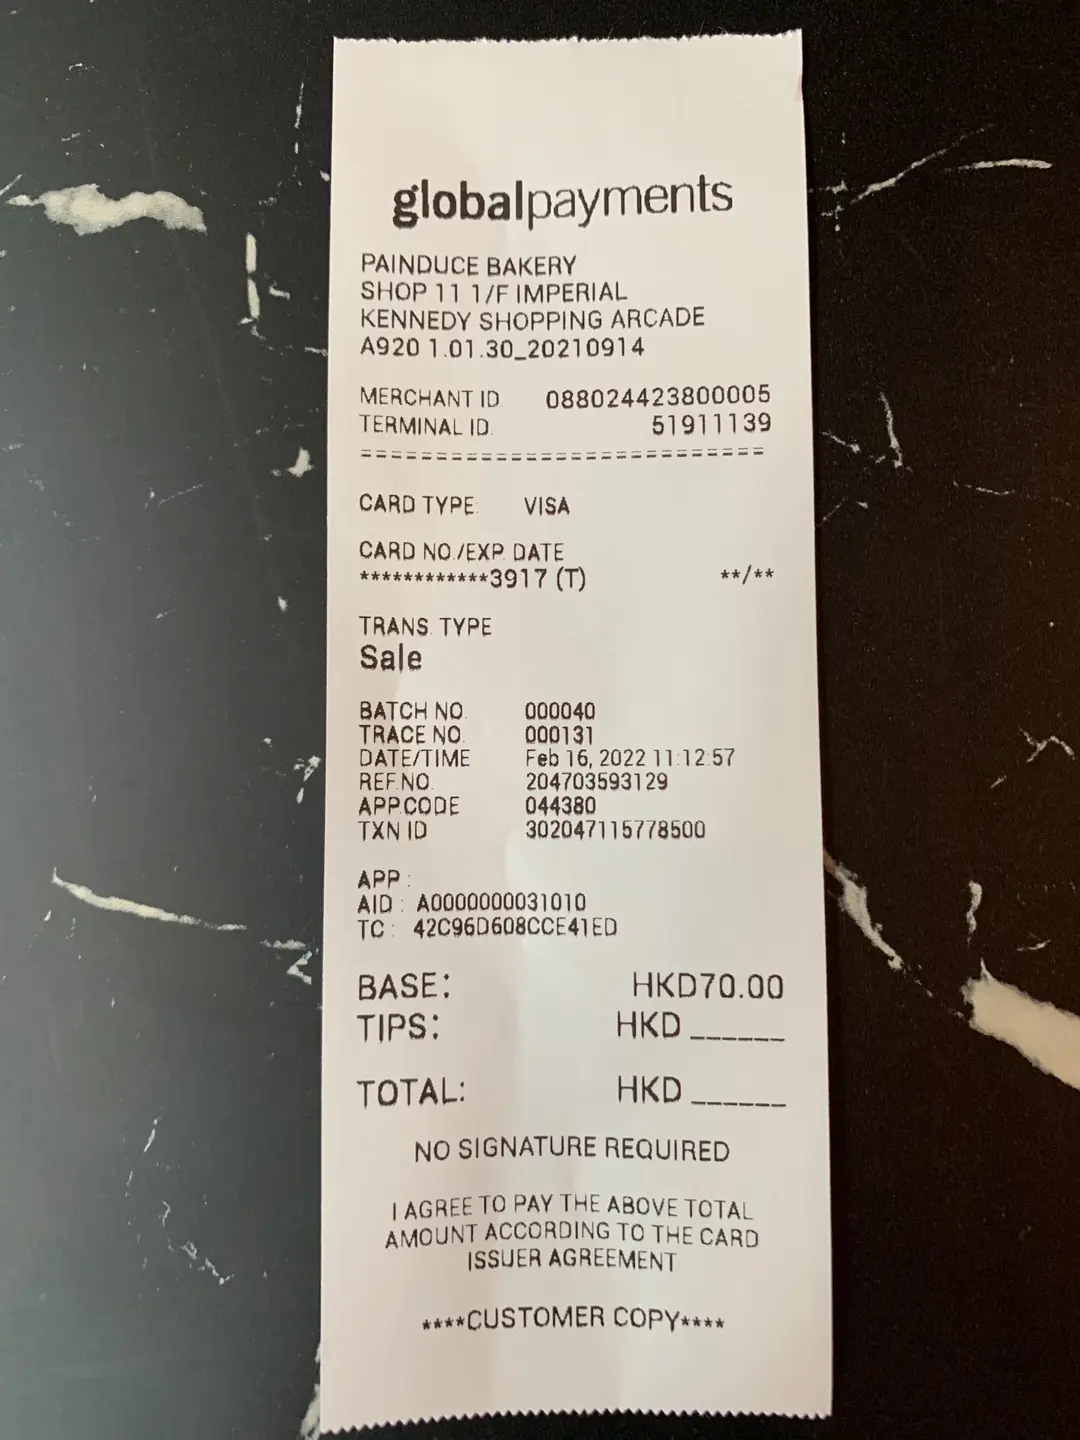 globalpayments
PAINDUCE BAKERY
SHOP 11 1/F IMPERIAL
KENNEDY SHOPPING ARCADE
A920 1.01.30_20210914
MERCHANT ID. 088024423800005
TERMINAL ID. 51911139
===========================
CARD TYPE: VISA
CARD NO./EXP. DATE
************3917 (T) **/**
TRANS. TYPE
Sale
BATCH NO. 000040
TRACE NO. 000131
DATE/TIME Feb 16, 2022 11:12:57
REF.NO. 204703593129
APP.CODE 044380
TXN ID 302047115778500
APP :
AID : A0000000031010
TC : 42C96D608CCE41ED
BASE: HKD70.00
TIPS: HKD ______
TOTAL: HKD ______
NO SIGNATURE REQUIRED
I AGREE TO PAY THE ABOVE TOTAL
AMOUNT ACCORDING TO THE CARD
ISSUER AGREEMENT
****CUSTOMER COPY****